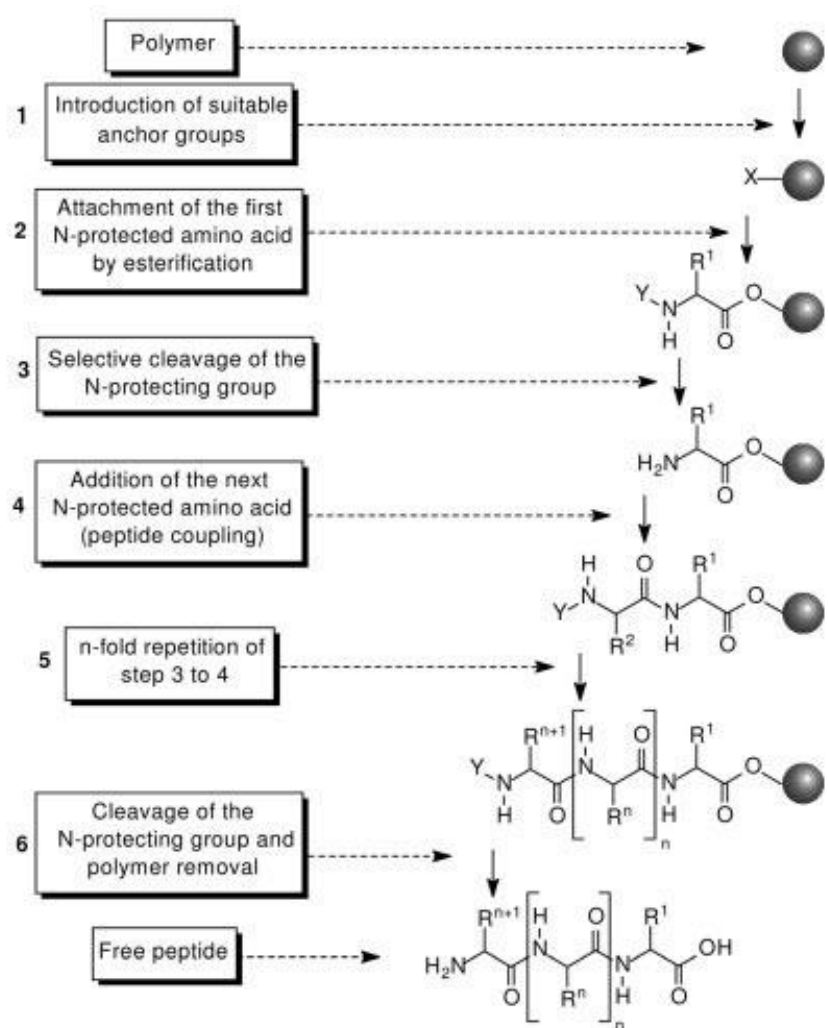 Polymer
1
Introduction of suitable
anchor groups
X
2
Attachment of the first
N-protected amino acid
by esterification
R¹
Y
N
H
O
O
3
Selective cleavage of the
N-protecting group
R¹
H₂N
O
O
4
Addition of the next
N-protected amino acid
(peptide coupling)
H
N
Y
R²
O
N
H
R¹
O
O
5
n-fold repetition of
step 3 to 4
Rⁿ⁺¹
Y
N
H
O
H
N
Rⁿ
O
n
N
H
R¹
O
O
6
Cleavage of the
N-protecting group and
polymer removal
Free peptide
Rⁿ⁺¹
H₂N
O
H
N
Rⁿ
O
n
N
H
R¹
OH
O